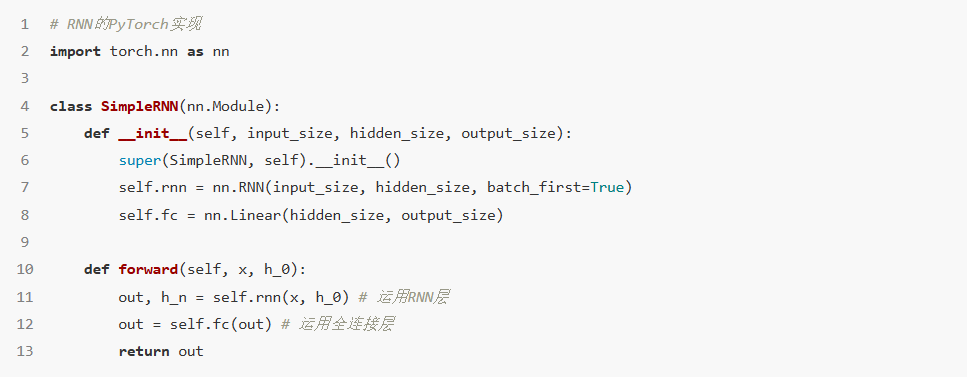 1 # RNN的PyTorch实现
2 import torch.nn as nn
3
4 class SimpleRNN(nn.Module):
5     def __init__(self, input_size, hidden_size, output_size):
6         super(SimpleRNN, self).__init__()
7         self.rnn = nn.RNN(input_size, hidden_size, batch_first=True)
8         self.fc = nn.Linear(hidden_size, output_size)
9
10     def forward(self, x, h_0):
11         out, h_n = self.rnn(x, h_0) # 运用RNN层
12         out = self.fc(out) # 运用全连接层
13         return out